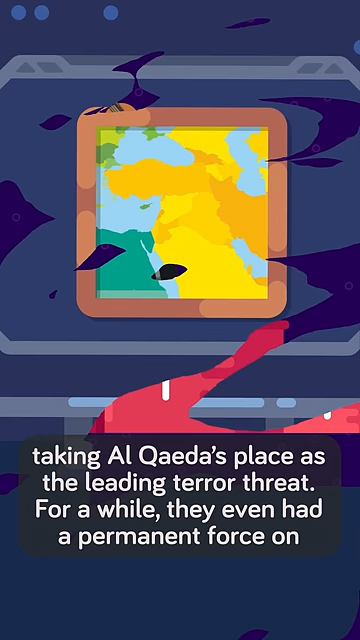 taking Al Qaeda's place as
the leading terror threat.
For a while, they even had
a permanent force on